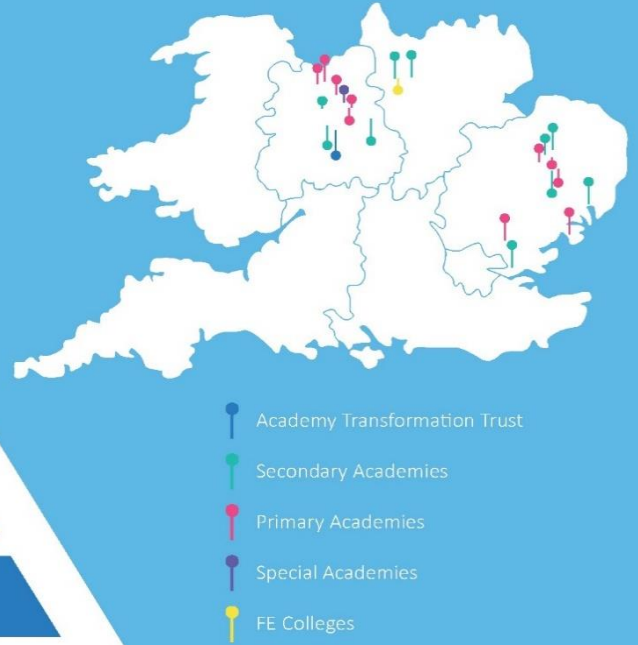 Academy Transformation Trust
Secondary Academies
Primary Academies
Special Academies
FE Colleges